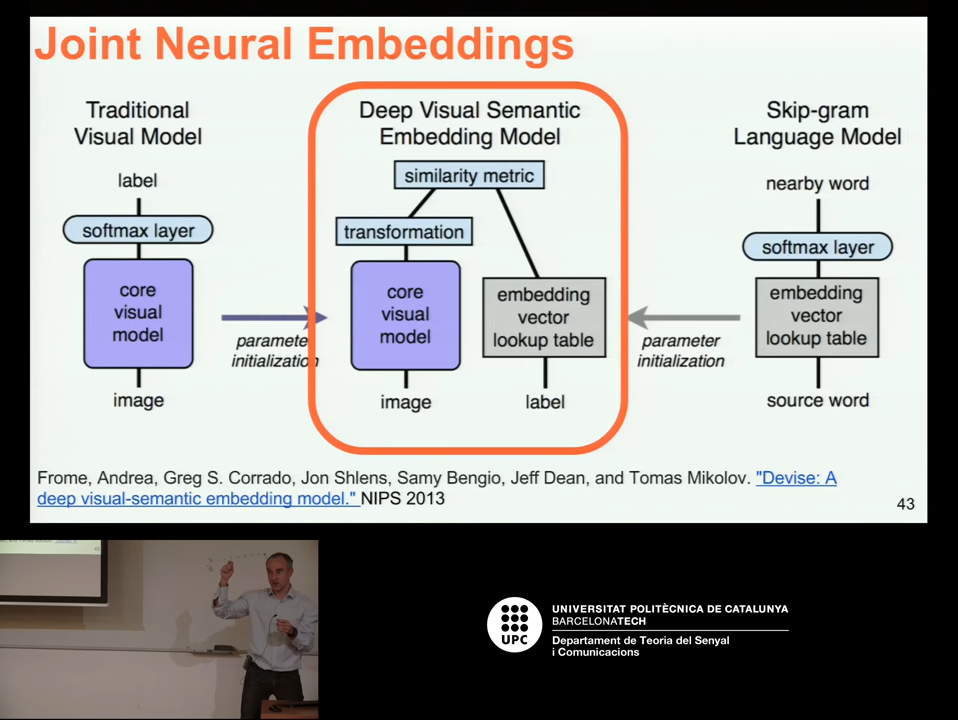 Joint Neural Embeddings
Traditional
Visual Model
label
softmax layer
core
visual
model
image
parameter
initialization
Deep Visual Semantic
Embedding Model
similarity metric
transformation
core
visual
model
image
embedding
vector
lookup table
label
parameter
initialization
Skip-gram
Language Model
nearby word
softmax layer
embedding
vector
lookup table
source word
Frome, Andrea, Greg S. Corrado, Jon Shlens, Samy Bengio, Jeff Dean, and Tomas Mikolov. "Devise: A
deep visual-semantic embedding model." NIPS 2013
43
UPC
UNIVERSITAT POLITÈCNICA DE CATALUNYA
BARCELONATECH
Departament de Teoria del Senyal
i Comunicacions